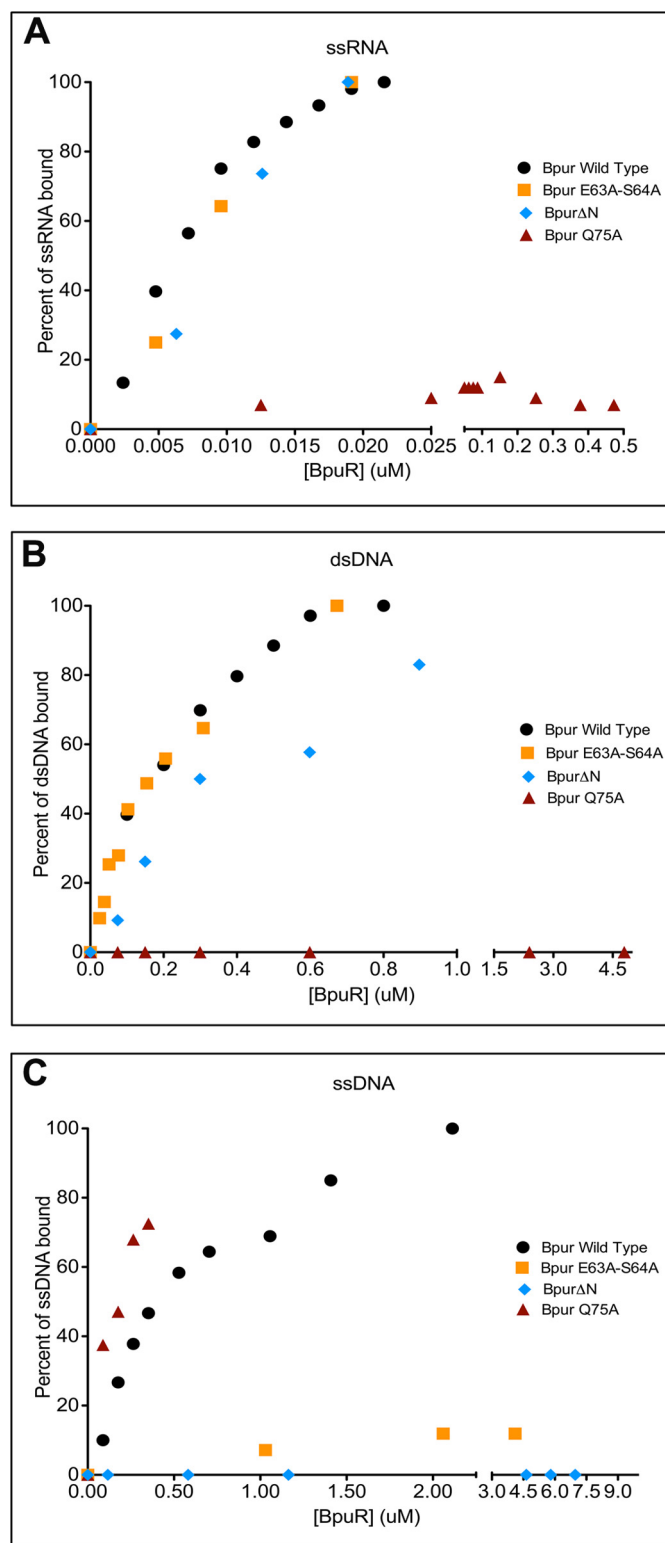 A
ssRNA
Percent of ssRNA bound
100
80
60
40
20
0
Bpur Wild Type
Bpur E63A-S64A
BpurΔN
Bpur Q75A
0.000 0.005 0.010 0.015 0.020 0.025 0.1 0.2 0.3 0.4 0.5
[BpuR] (uM)
B
dsDNA
Percent of dsDNA bound
100
80
60
40
20
0
Bpur Wild Type
Bpur E63A-S64A
BpurΔN
Bpur Q75A
0.0 0.2 0.4 0.6 0.8 1.0 1.5 3.0 4.5
[BpuR] (uM)
C
ssDNA
Percent of ssDNA bound
100
80
60
40
20
0
Bpur Wild Type
Bpur E63A-S64A
BpurΔN
Bpur Q75A
0.00 0.50 1.00 1.50 2.00 3.0 4.5 6.0 7.5 9.0
[BpuR] (uM)